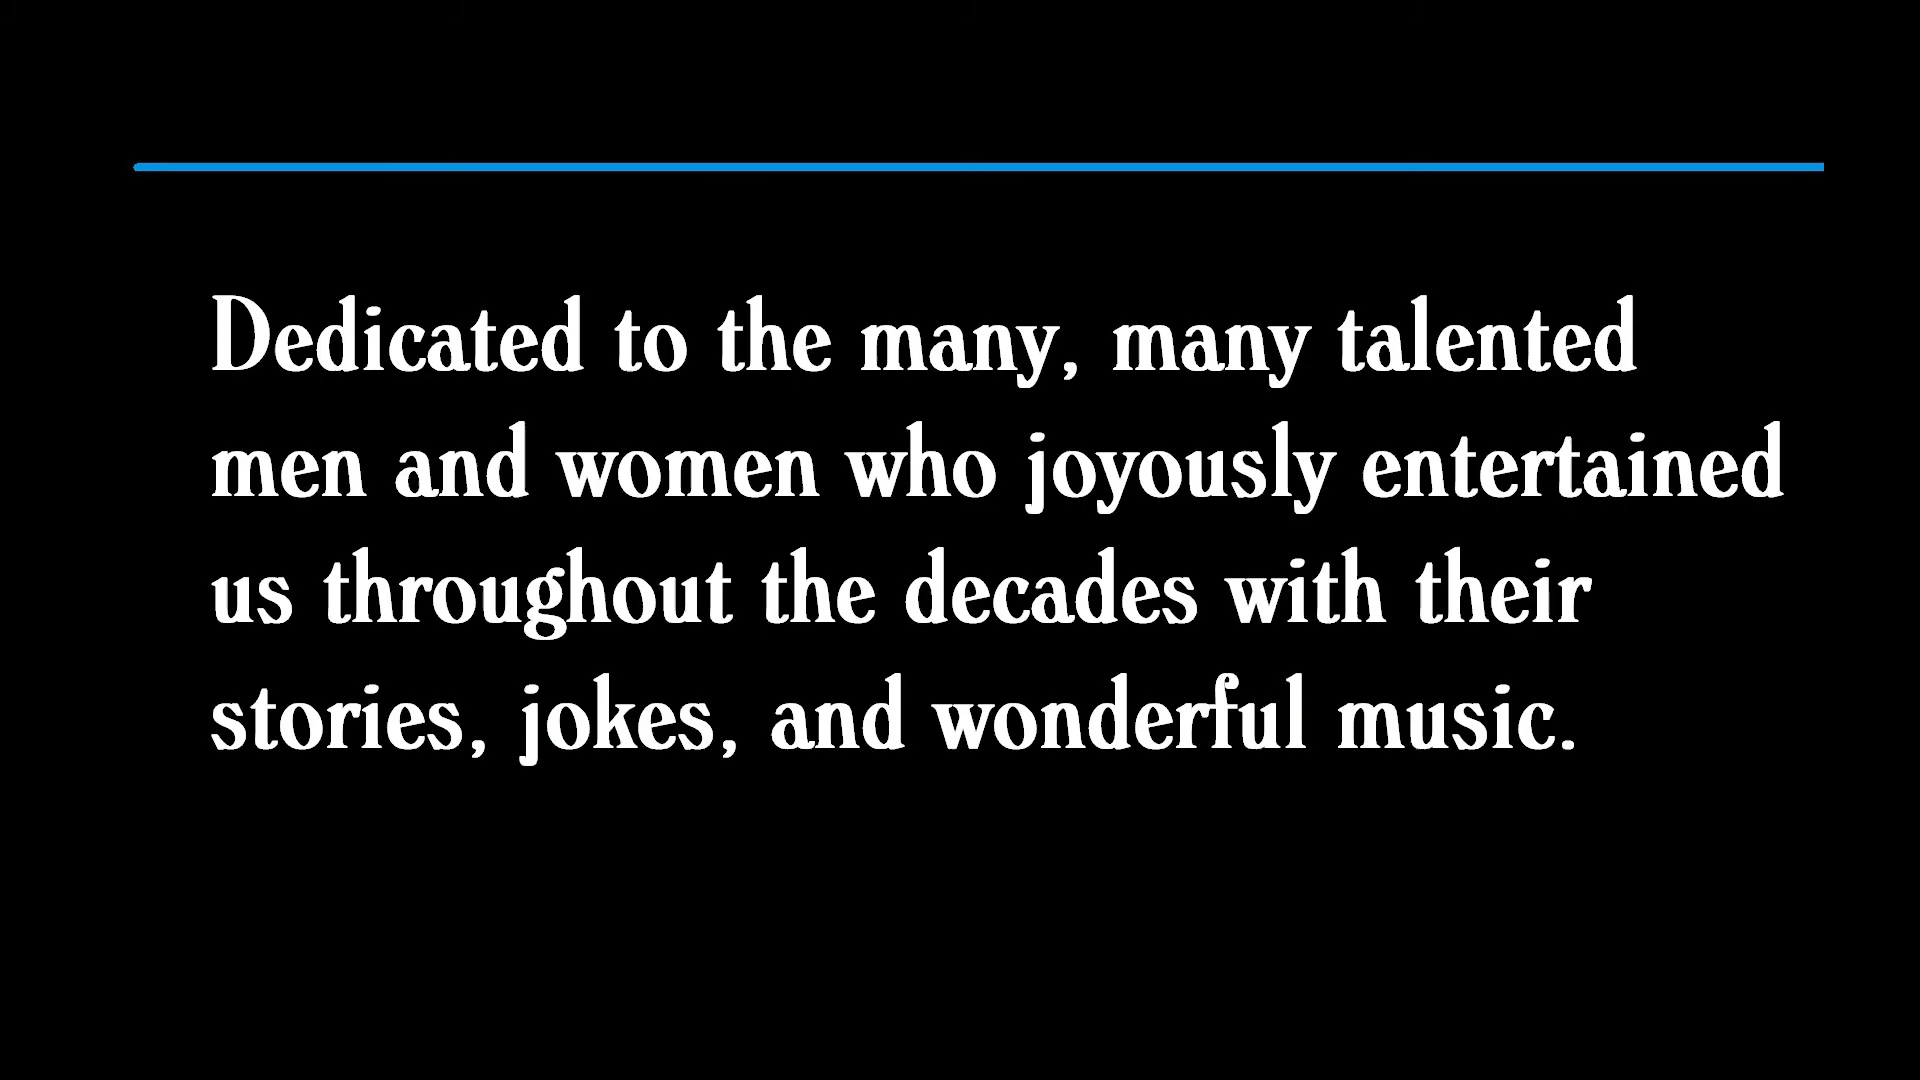 Dedicated to the many, many talented
men and women who joyously entertained
us throughout the decades with their
stories, jokes, and wonderful music.